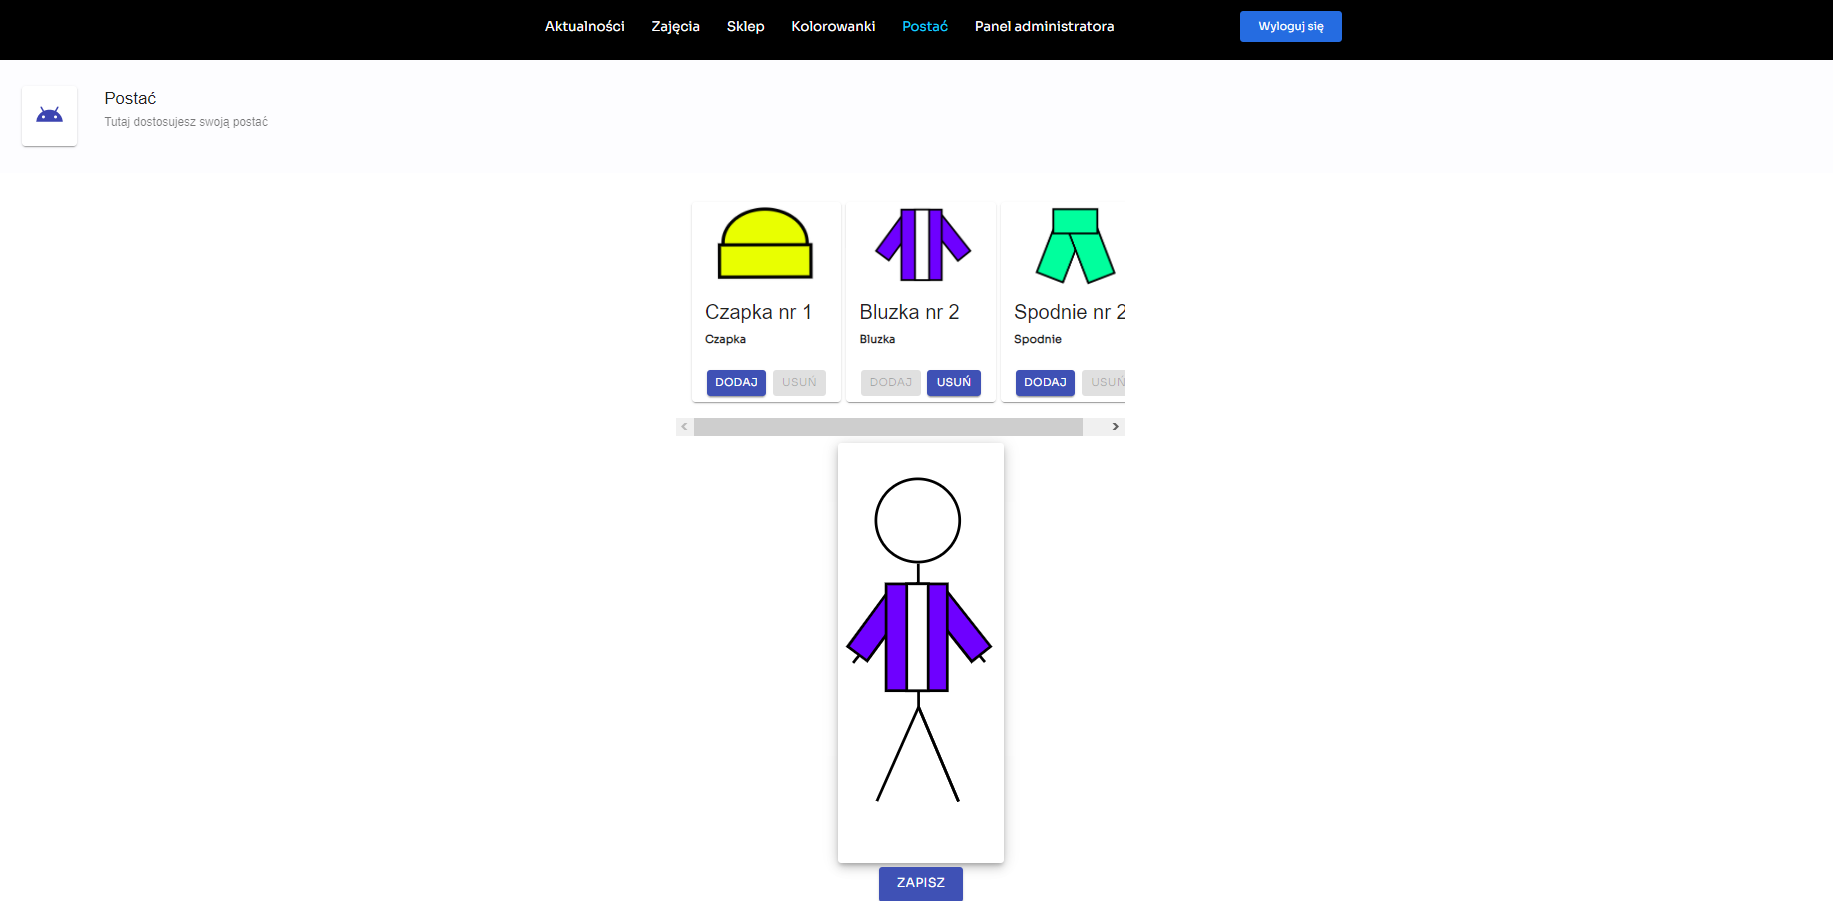 Aktualności Zajęcia Sklep Kolorowanki Postać Panel administratora Wyloguj się
Postać
Tutaj dostosujesz swoją postać
Czapka nr 1 Bluzka nr 2 Spodnie nr 2
Czapka Bluzka Spodnie
DODAJ USUŃ DODAJ USUŃ DODAJ USUŃ
ZAPISZ